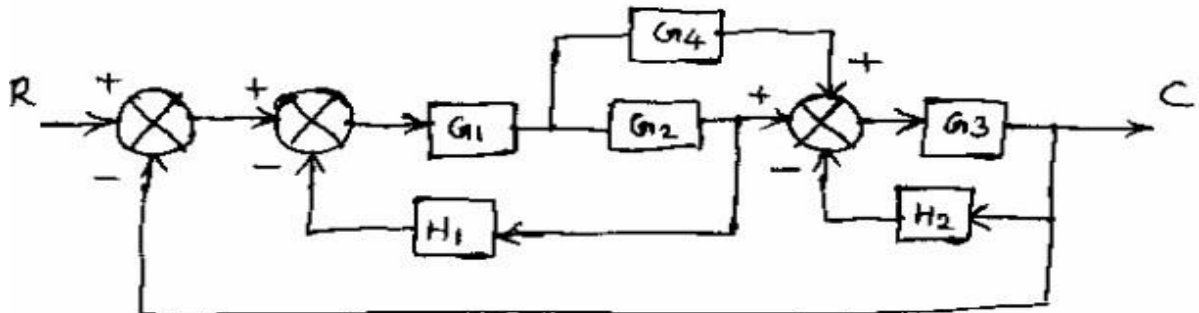 G4
+ + + +
R G1 G2 G3 C
- - -
H1 H2
-